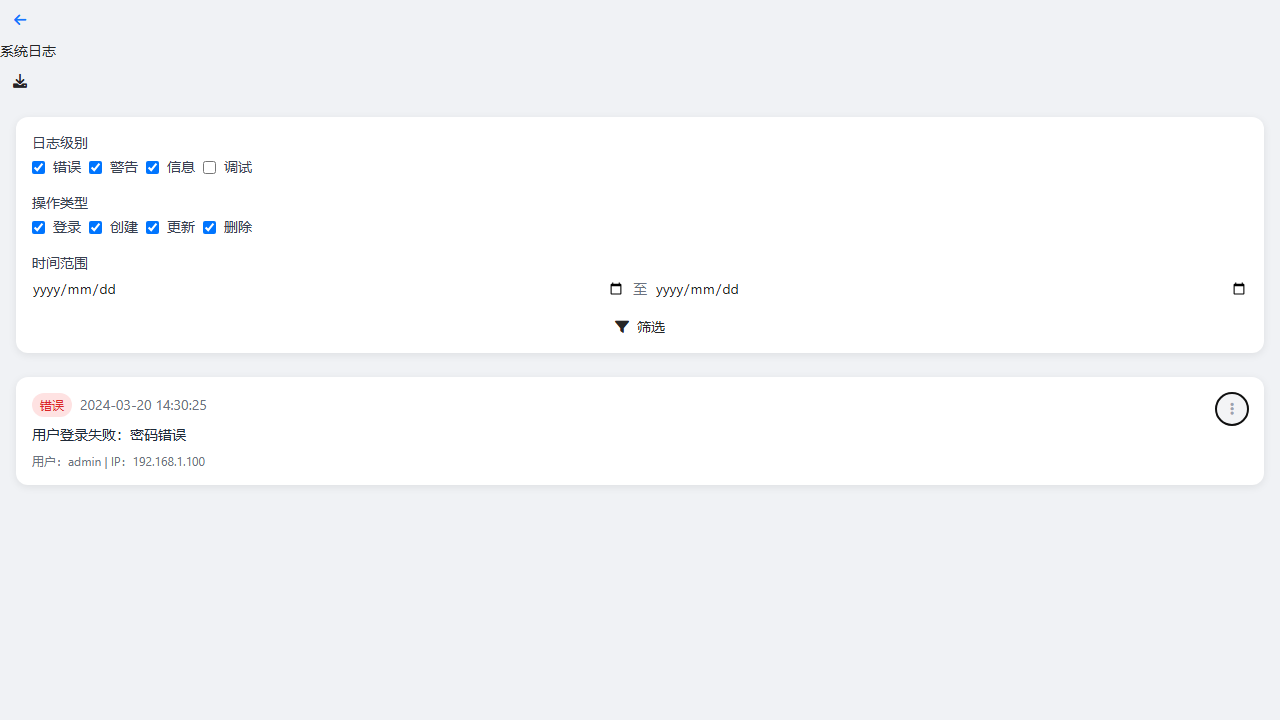 系统日志
日志级别
错误 警告 信息 调试
操作类型
登录 创建 更新 删除
时间范围
yyyy/mm/dd 至 yyyy/mm/dd
筛选
错误 2024-03-20 14:30:25
用户登录失败：密码错误
用户：admin | IP：192.168.1.100